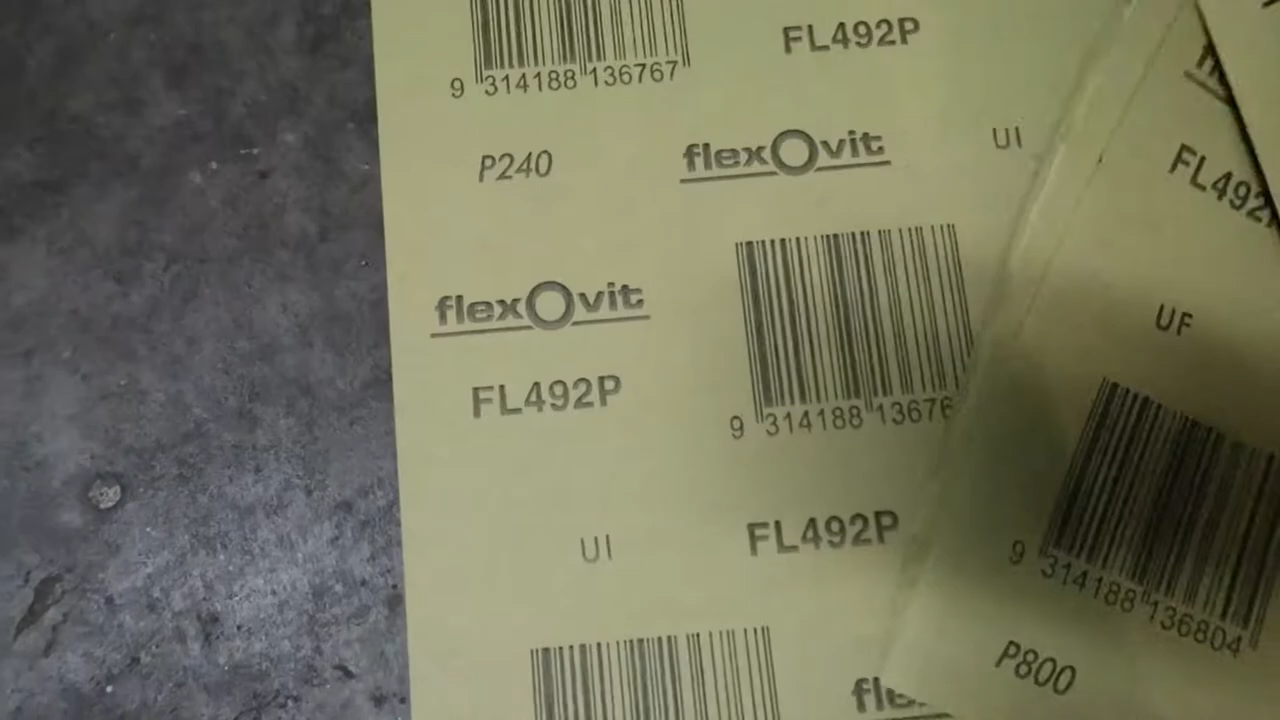 FL492P
9 314188 136767
P240
flexOvit
UI
flexOvit
FL492P
9 314188 13676
UI
FL492P
FL492
UF
9 314188 136804
P800